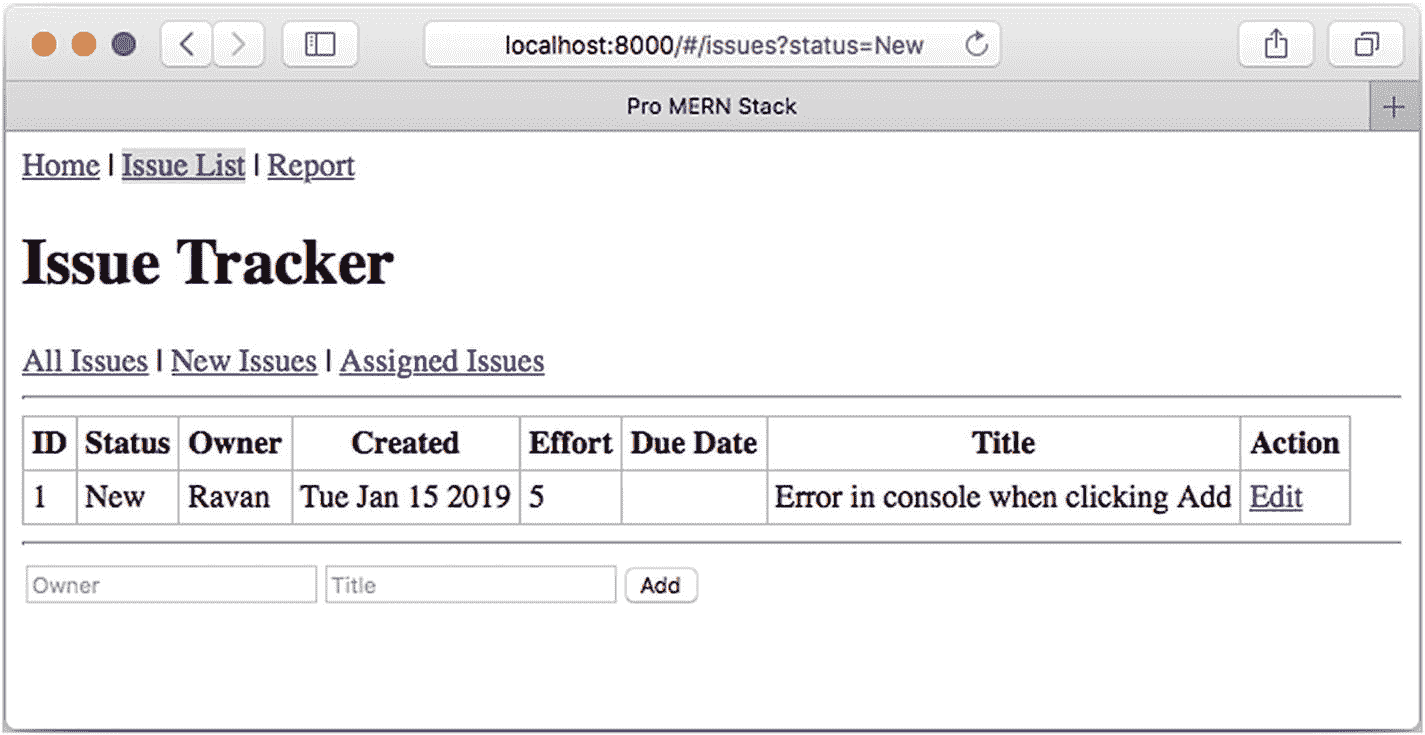 localhost:8000/#/issues?status=New
Pro MERN Stack
Home | Issue List | Report
Issue Tracker
All Issues | New Issues | Assigned Issues
ID Status Owner Created Effort Due Date Title Action
1 New Ravan Tue Jan 15 2019 5 Error in console when clicking Add Edit
Owner Title Add